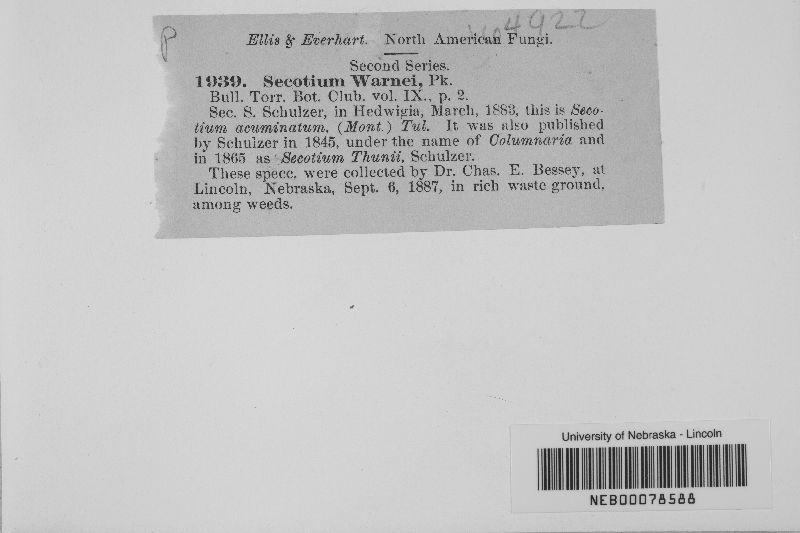 P
4922
Ellis & Everhart. North American Fungi.
Second Series.
1939. Secotium Warnei, Pk.
Bull. Torr. Bot. Club. vol. IX., p. 2.
Sec. S. Schulzer, in Hedwigia, March, 1883, this is Seco-
tium acuminatum, (Mont.) Tul. It was also published
by Schulzer in 1845, under the name of Columnaria and
in 1865 as Secotium Thunii, Schulzer.
These specc. were collected by Dr. Chas. E. Bessey, at
Lincoln, Nebraska, Sept. 6, 1887, in rich waste ground,
among weeds.
University of Nebraska - Lincoln
NEB00078588